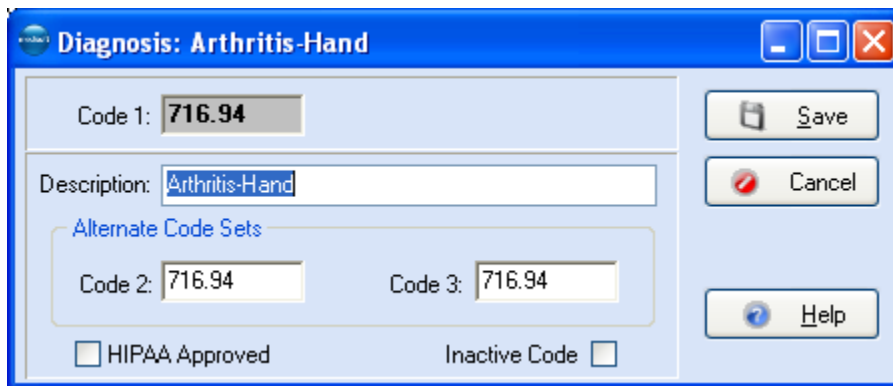 Diagnosis: Arthritis-Hand
Code 1: 716.94
Save
Description: Arthritis-Hand
Cancel
Alternate Code Sets
Code 2: 716.94 Code 3: 716.94
Help
HIPAA Approved Inactive Code